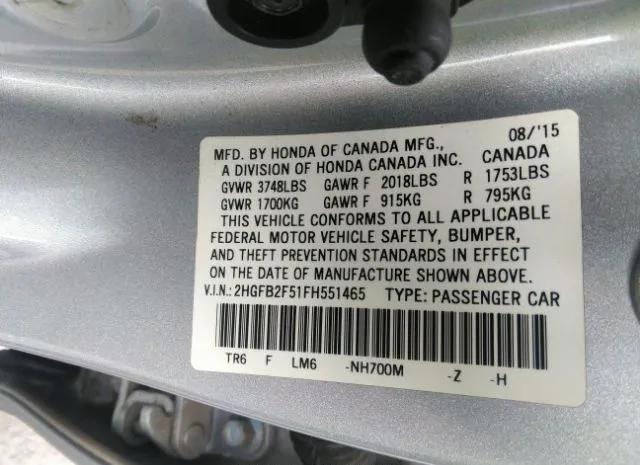 08/'15
MFD. BY HONDA OF CANADA MFG.,
A DIVISION OF HONDA CANADA INC. CANADA
GVWR 3748LBS GAWR F 2018LBS R 1753LBS
GVWR 1700KG GAWR F 915KG R 795KG
THIS VEHICLE CONFORMS TO ALL APPLICABLE
FEDERAL MOTOR VEHICLE SAFETY, BUMPER,
AND THEFT PREVENTION STANDARDS IN EFFECT
ON THE DATE OF MANUFACTURE SHOWN ABOVE.
V.I.N.: 2HGFB2F51FH551465 TYPE: PASSENGER CAR
TR6 F LM6 -NH700M -Z -H